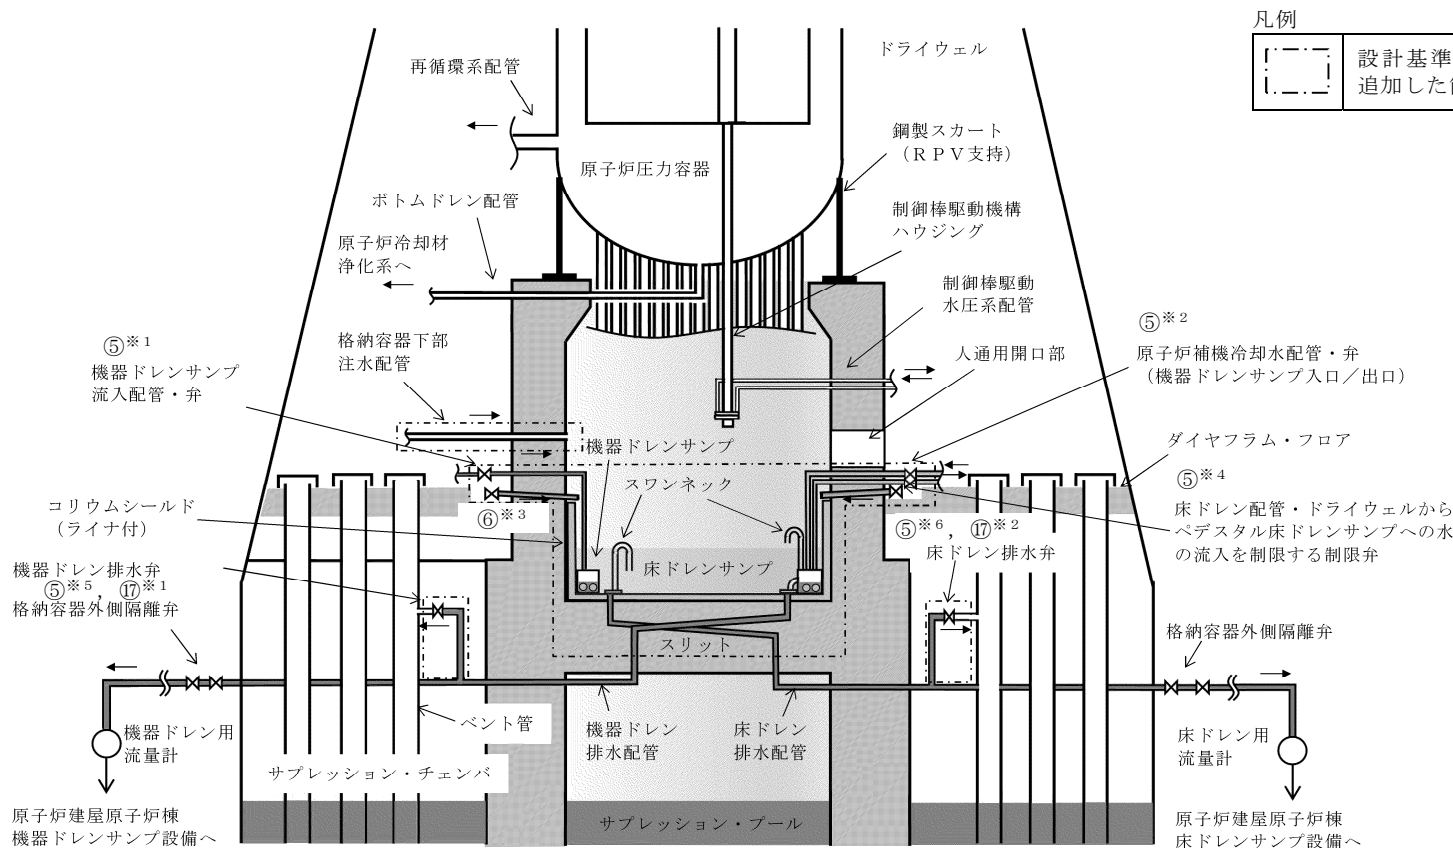 凡例
設計基準
追加した
ドライウェル
再循環系配管
鋼製スカート
（ＲＰＶ支持）
原子炉圧力容器
ボトムドレン配管
制御棒駆動機構
ハウジング
原子炉冷却材
浄化系へ
制御棒駆動
水圧系配管
⑤※２
⑤※１
格納容器下部
注水配管
人通用開口部
原子炉補機冷却水配管・弁
（機器ドレンサンプ入口／出口）
機器ドレンサンプ
流入配管・弁
機器ドレンサンプ
ダイヤフラム・フロア
スワンネック
⑤※４
コリウムシールド
（ライナ付）
⑥※３
床ドレン配管・ドライウェルから
ペデスタル床ドレンサンプへの水
の流入を制限する制限弁
⑤※６，⑰※２
床ドレン排水弁
床ドレンサンプ
機器ドレン排水弁
⑤※５，⑰※１
格納容器外側隔離弁
格納容器外側隔離弁
スリット
機器ドレン用
流量計
ベント管
機器ドレン
排水配管
床ドレン
排水配管
床ドレン用
流量計
サプレッション・チェンバ
原子炉建屋原子炉棟
機器ドレンサンプ設備へ
サプレッション・プール
原子炉建屋原子炉棟
床ドレンサンプ設備へ